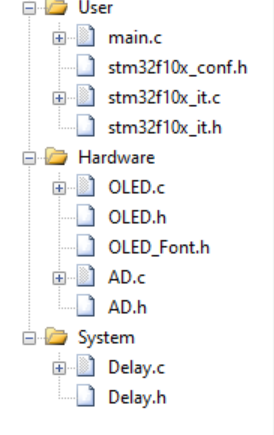 User
main.c
stm32f10x_conf.h
stm32f10x_it.c
stm32f10x_it.h
Hardware
OLED.c
OLED.h
OLED_Font.h
AD.c
AD.h
System
Delay.c
Delay.h